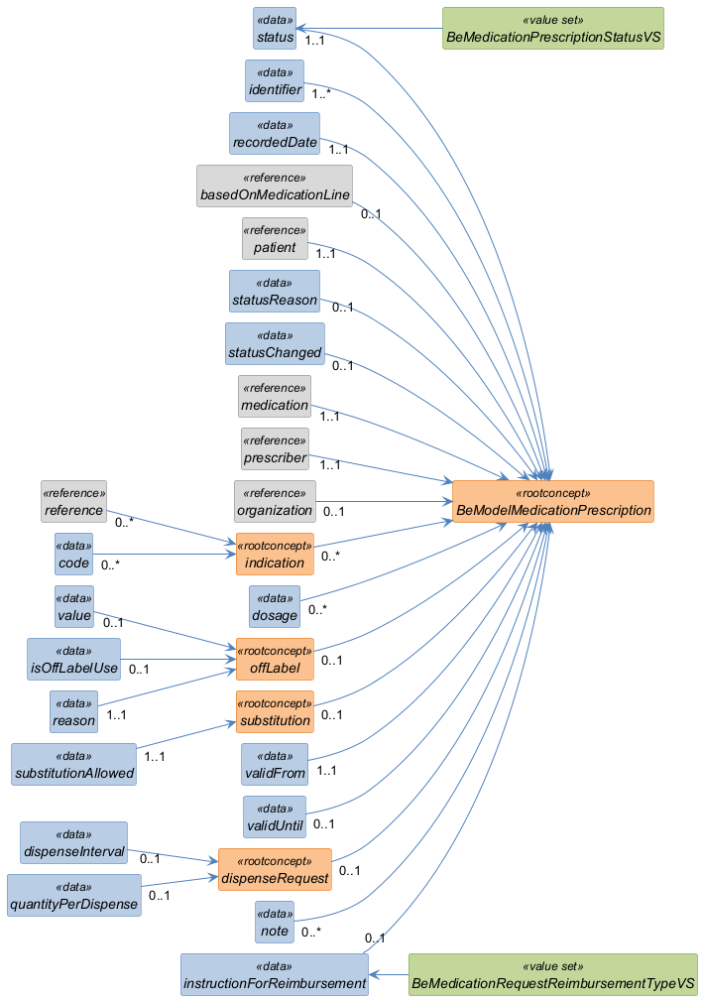 «data»
status
1..1
«value set»
BeMedicationPrescriptionStatusVS
«data»
identifier
1..*
«data»
recordedDate
1..1
«reference»
basedOnMedicationLine
0..1
«reference»
patient
1..1
«data»
statusReason
0..1
«data»
statusChanged
0..1
«reference»
medication
1..1
«reference»
prescriber
1..1
«reference»
reference
0..*
«reference»
organization
0..1
«rootconcept»
BeModelMedicationPrescription
«data»
code
0..*
«rootconcept»
indication
0..*
«data»
value
0..1
«data»
dosage
0..*
«data»
isOffLabelUse
0..1
«rootconcept»
offLabel
0..1
«data»
reason
1..1
«rootconcept»
substitution
0..1
«data»
substitutionAllowed
1..1
«data»
validFrom
1..1
«data»
validUntil
0..1
«data»
dispenseInterval
0..1
«rootconcept»
dispenseRequest
0..1
«data»
quantityPerDispense
0..1
«data»
note
0..*
«data»
instructionForReimbursement
0..1
«value set»
BeMedicationRequestReimbursementTypeVS